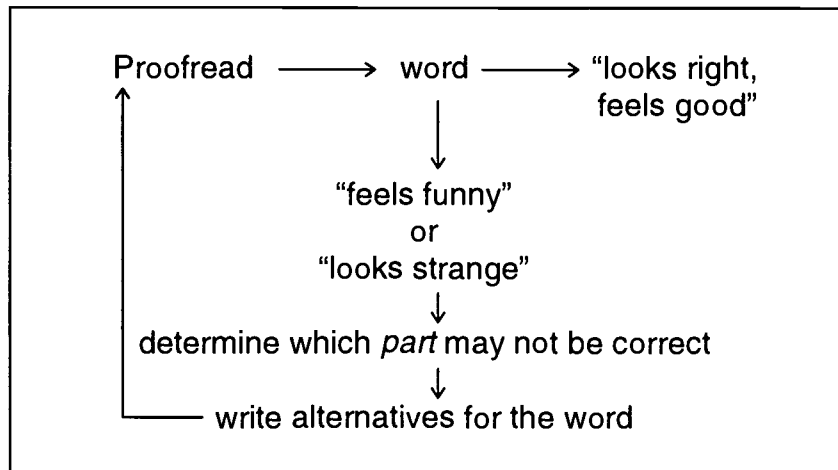 Proofread word “looks right,
feels good”
“feels funny”
or
“looks strange”
determine which part may not be correct
write alternatives for the word